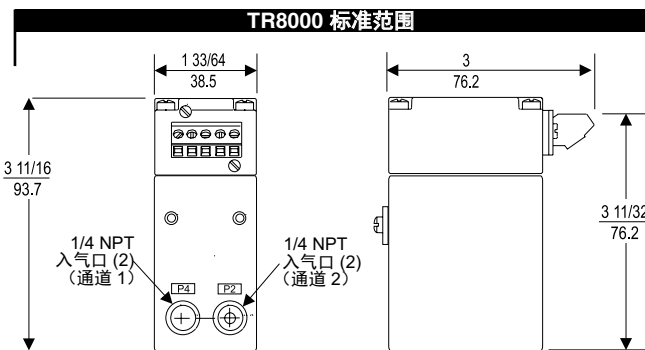 TR8000 标准范围
1 33/64
38.5
3
76.2
3 11/16
93.7
3 11/32
76.2
1/4 NPT
入气口 (2)
（通道 1）
1/4 NPT
入气口 (2)
（通道 2）
P4
P2